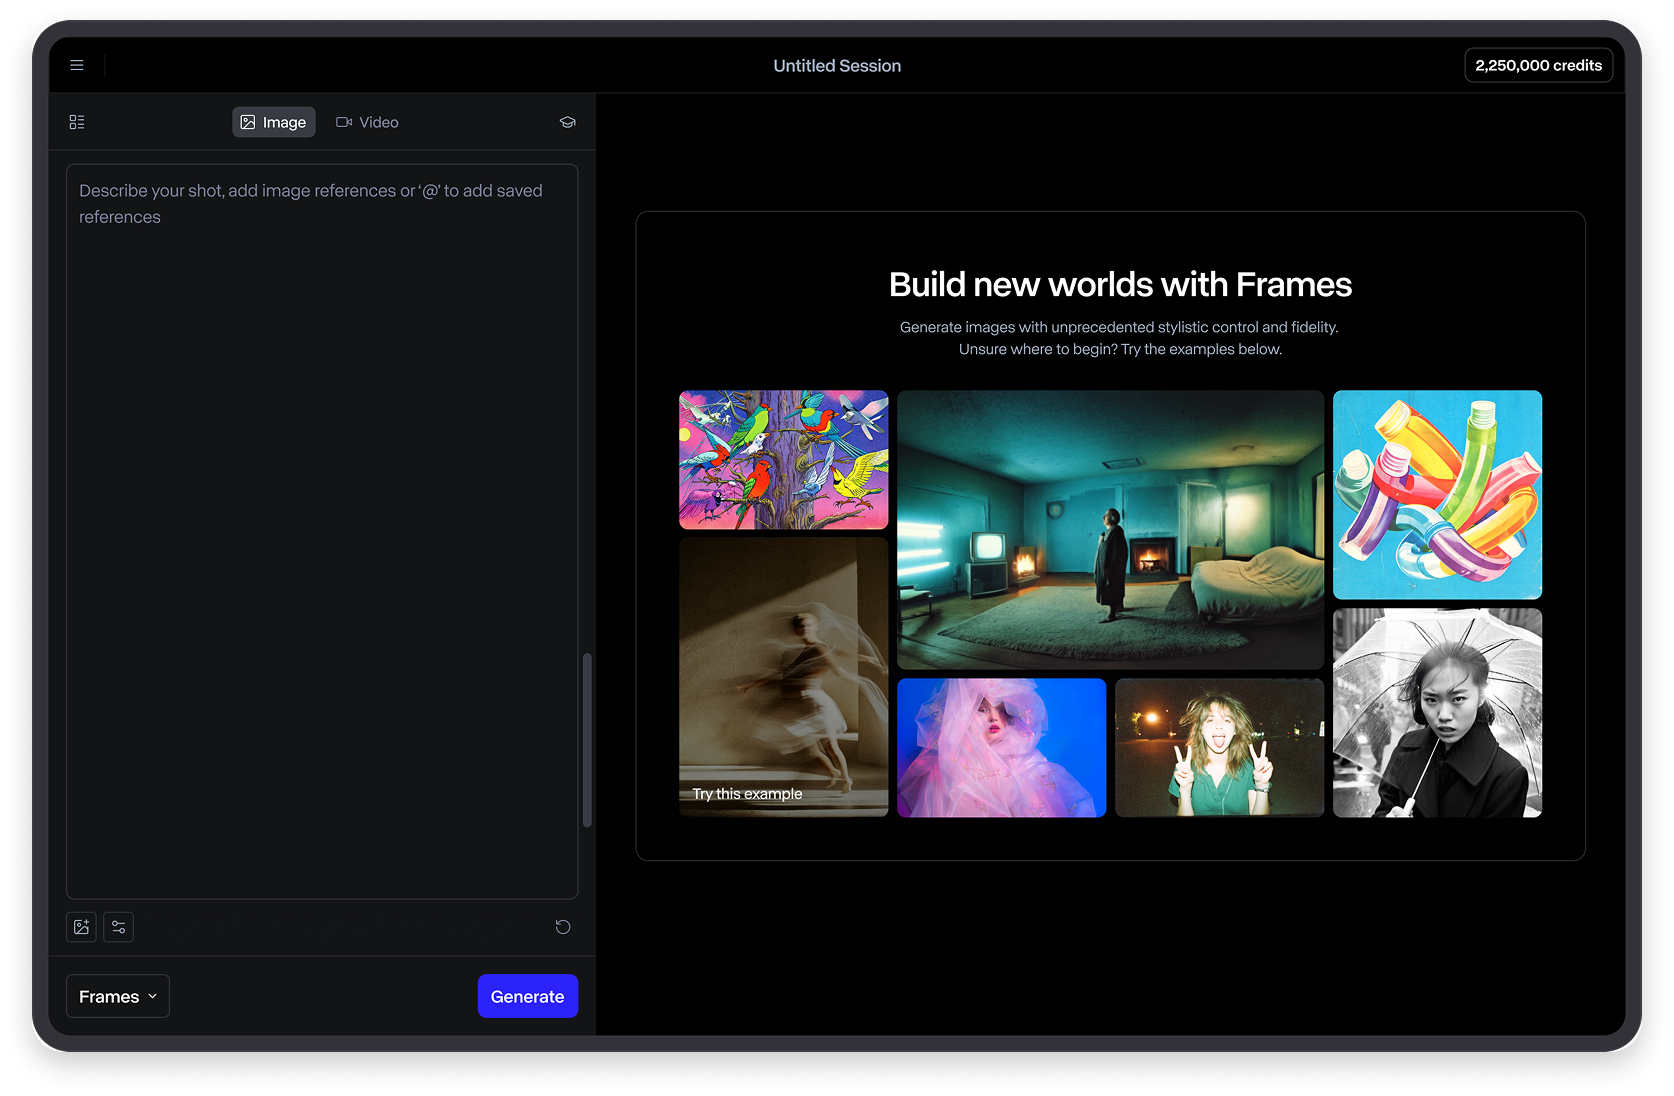 Untitled Session
2,250,000 credits
Image
Video
Describe your shot, add image references or ‘@’ to add saved
references
Build new worlds with Frames
Generate images with unprecedented stylistic control and fidelity.
Unsure where to begin? Try the examples below.
Try this example
Frames
Generate